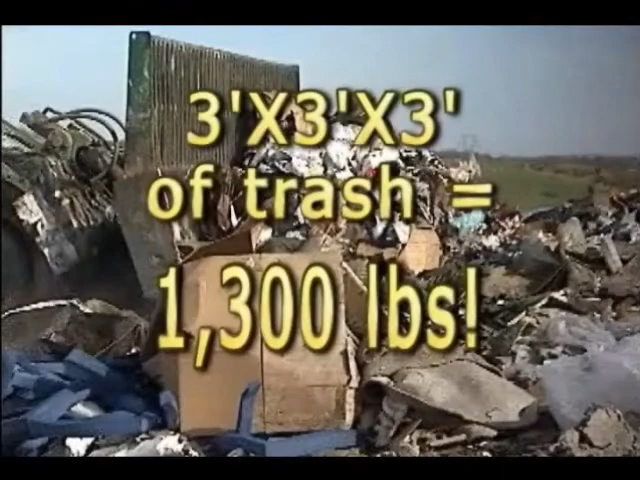 3'X3'X3'
of trash =
1,300 lbs!